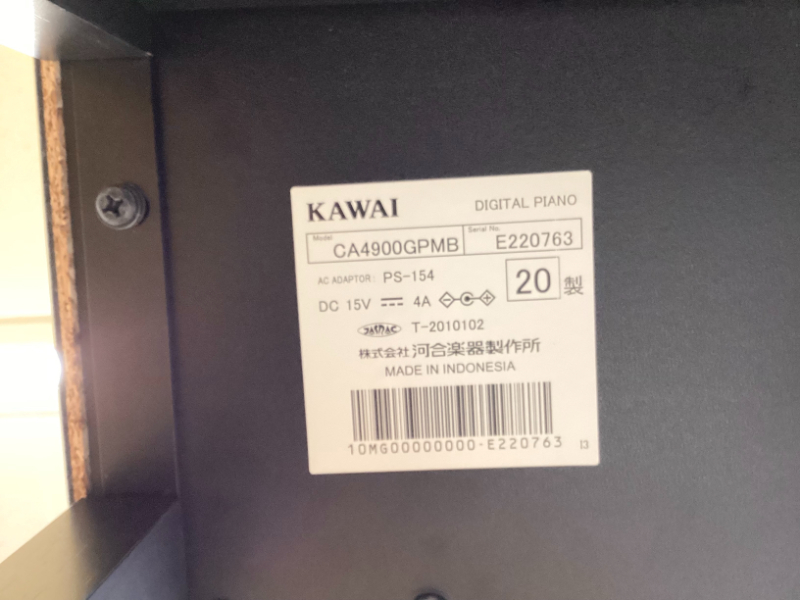 KAWAI DIGITAL PIANO
Model CA4900GPMB Serial No. E220763
AC ADAPTOR: PS-154
DC 15V 4A
20 製
T-2010102
株式会社 河合楽器製作所
MADE IN INDONESIA
10MG00000000-E220763